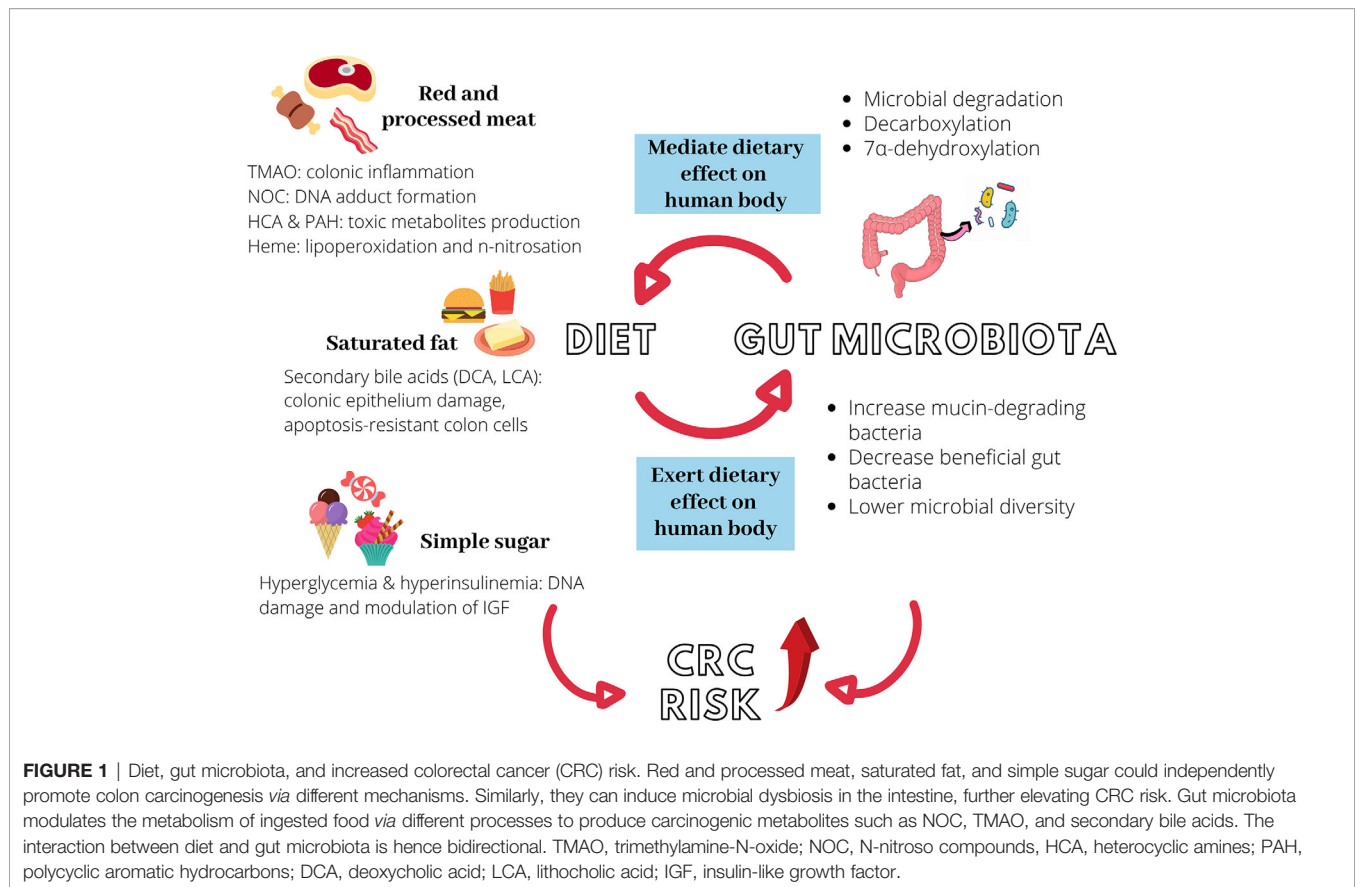 Red and
processed meat
TMAO: colonic inflammation
NOC: DNA adduct formation
HCA & PAH: toxic metabolites production
Heme: lipoperoxidation and n-nitrosation
Saturated fat
Secondary bile acids (DCA, LCA):
colonic epithelium damage,
apoptosis-resistant colon cells
Simple sugar
Hyperglycemia & hyperinsulinemia: DNA
damage and modulation of IGF
Mediate dietary
effect on
human body
DIET
Exert dietary
effect on
human body
• Microbial degradation
• Decarboxylation
• 7α-dehydroxylation
GUT MICROBIOTA
• Increase mucin-degrading
bacteria
• Decrease beneficial gut
bacteria
• Lower microbial diversity
CRC
RISK
FIGURE 1 | Diet, gut microbiota, and increased colorectal cancer (CRC) risk. Red and processed meat, saturated fat, and simple sugar could independently
promote colon carcinogenesis via different mechanisms. Similarly, they can induce microbial dysbiosis in the intestine, further elevating CRC risk. Gut microbiota
modulates the metabolism of ingested food via different processes to produce carcinogenic metabolites such as NOC, TMAO, and secondary bile acids. The
interaction between diet and gut microbiota is hence bidirectional. TMAO, trimethylamine-N-oxide; NOC, N-nitroso compounds, HCA, heterocyclic amines; PAH,
polycyclic aromatic hydrocarbons; DCA, deoxycholic acid; LCA, lithocholic acid; IGF, insulin-like growth factor.